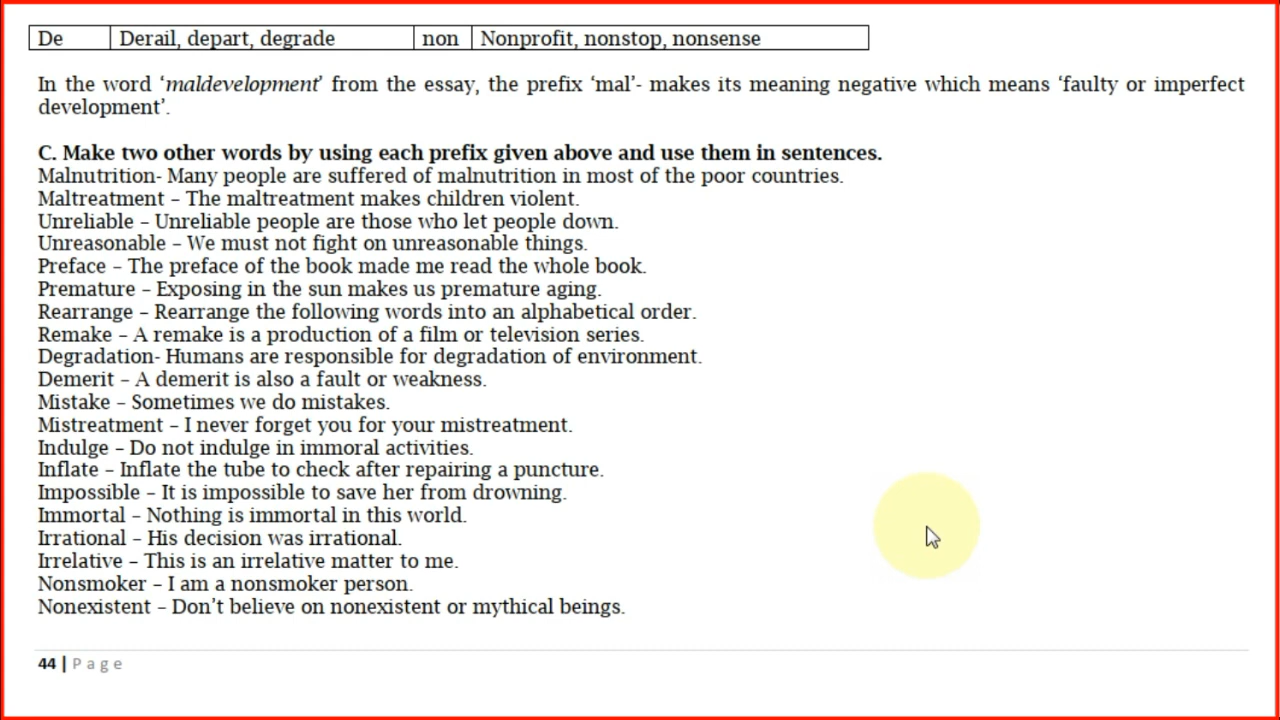 De Derail, depart, degrade non Nonprofit, nonstop, nonsense
In the word ‘maldevelopment’ from the essay, the prefix ‘mal’- makes its meaning negative which means ‘faulty or imperfect
development’.
C. Make two other words by using each prefix given above and use them in sentences.
Malnutrition- Many people are suffered of malnutrition in most of the poor countries.
Maltreatment – The maltreatment makes children violent.
Unreliable – Unreliable people are those who let people down.
Unreasonable – We must not fight on unreasonable things.
Preface – The preface of the book made me read the whole book.
Premature – Exposing in the sun makes us premature aging.
Rearrange – Rearrange the following words into an alphabetical order.
Remake – A remake is a production of a film or television series.
Degradation- Humans are responsible for degradation of environment.
Demerit – A demerit is also a fault or weakness.
Mistake – Sometimes we do mistakes.
Mistreatment – I never forget you for your mistreatment.
Indulge – Do not indulge in immoral activities.
Inflate – Inflate the tube to check after repairing a puncture.
Impossible – It is impossible to save her from drowning.
Immortal – Nothing is immortal in this world.
Irrational – His decision was irrational.
Irrelative – This is an irrelative matter to me.
Nonsmoker – I am a nonsmoker person.
Nonexistent – Don’t believe on nonexistent or mythical beings.
44 | Page